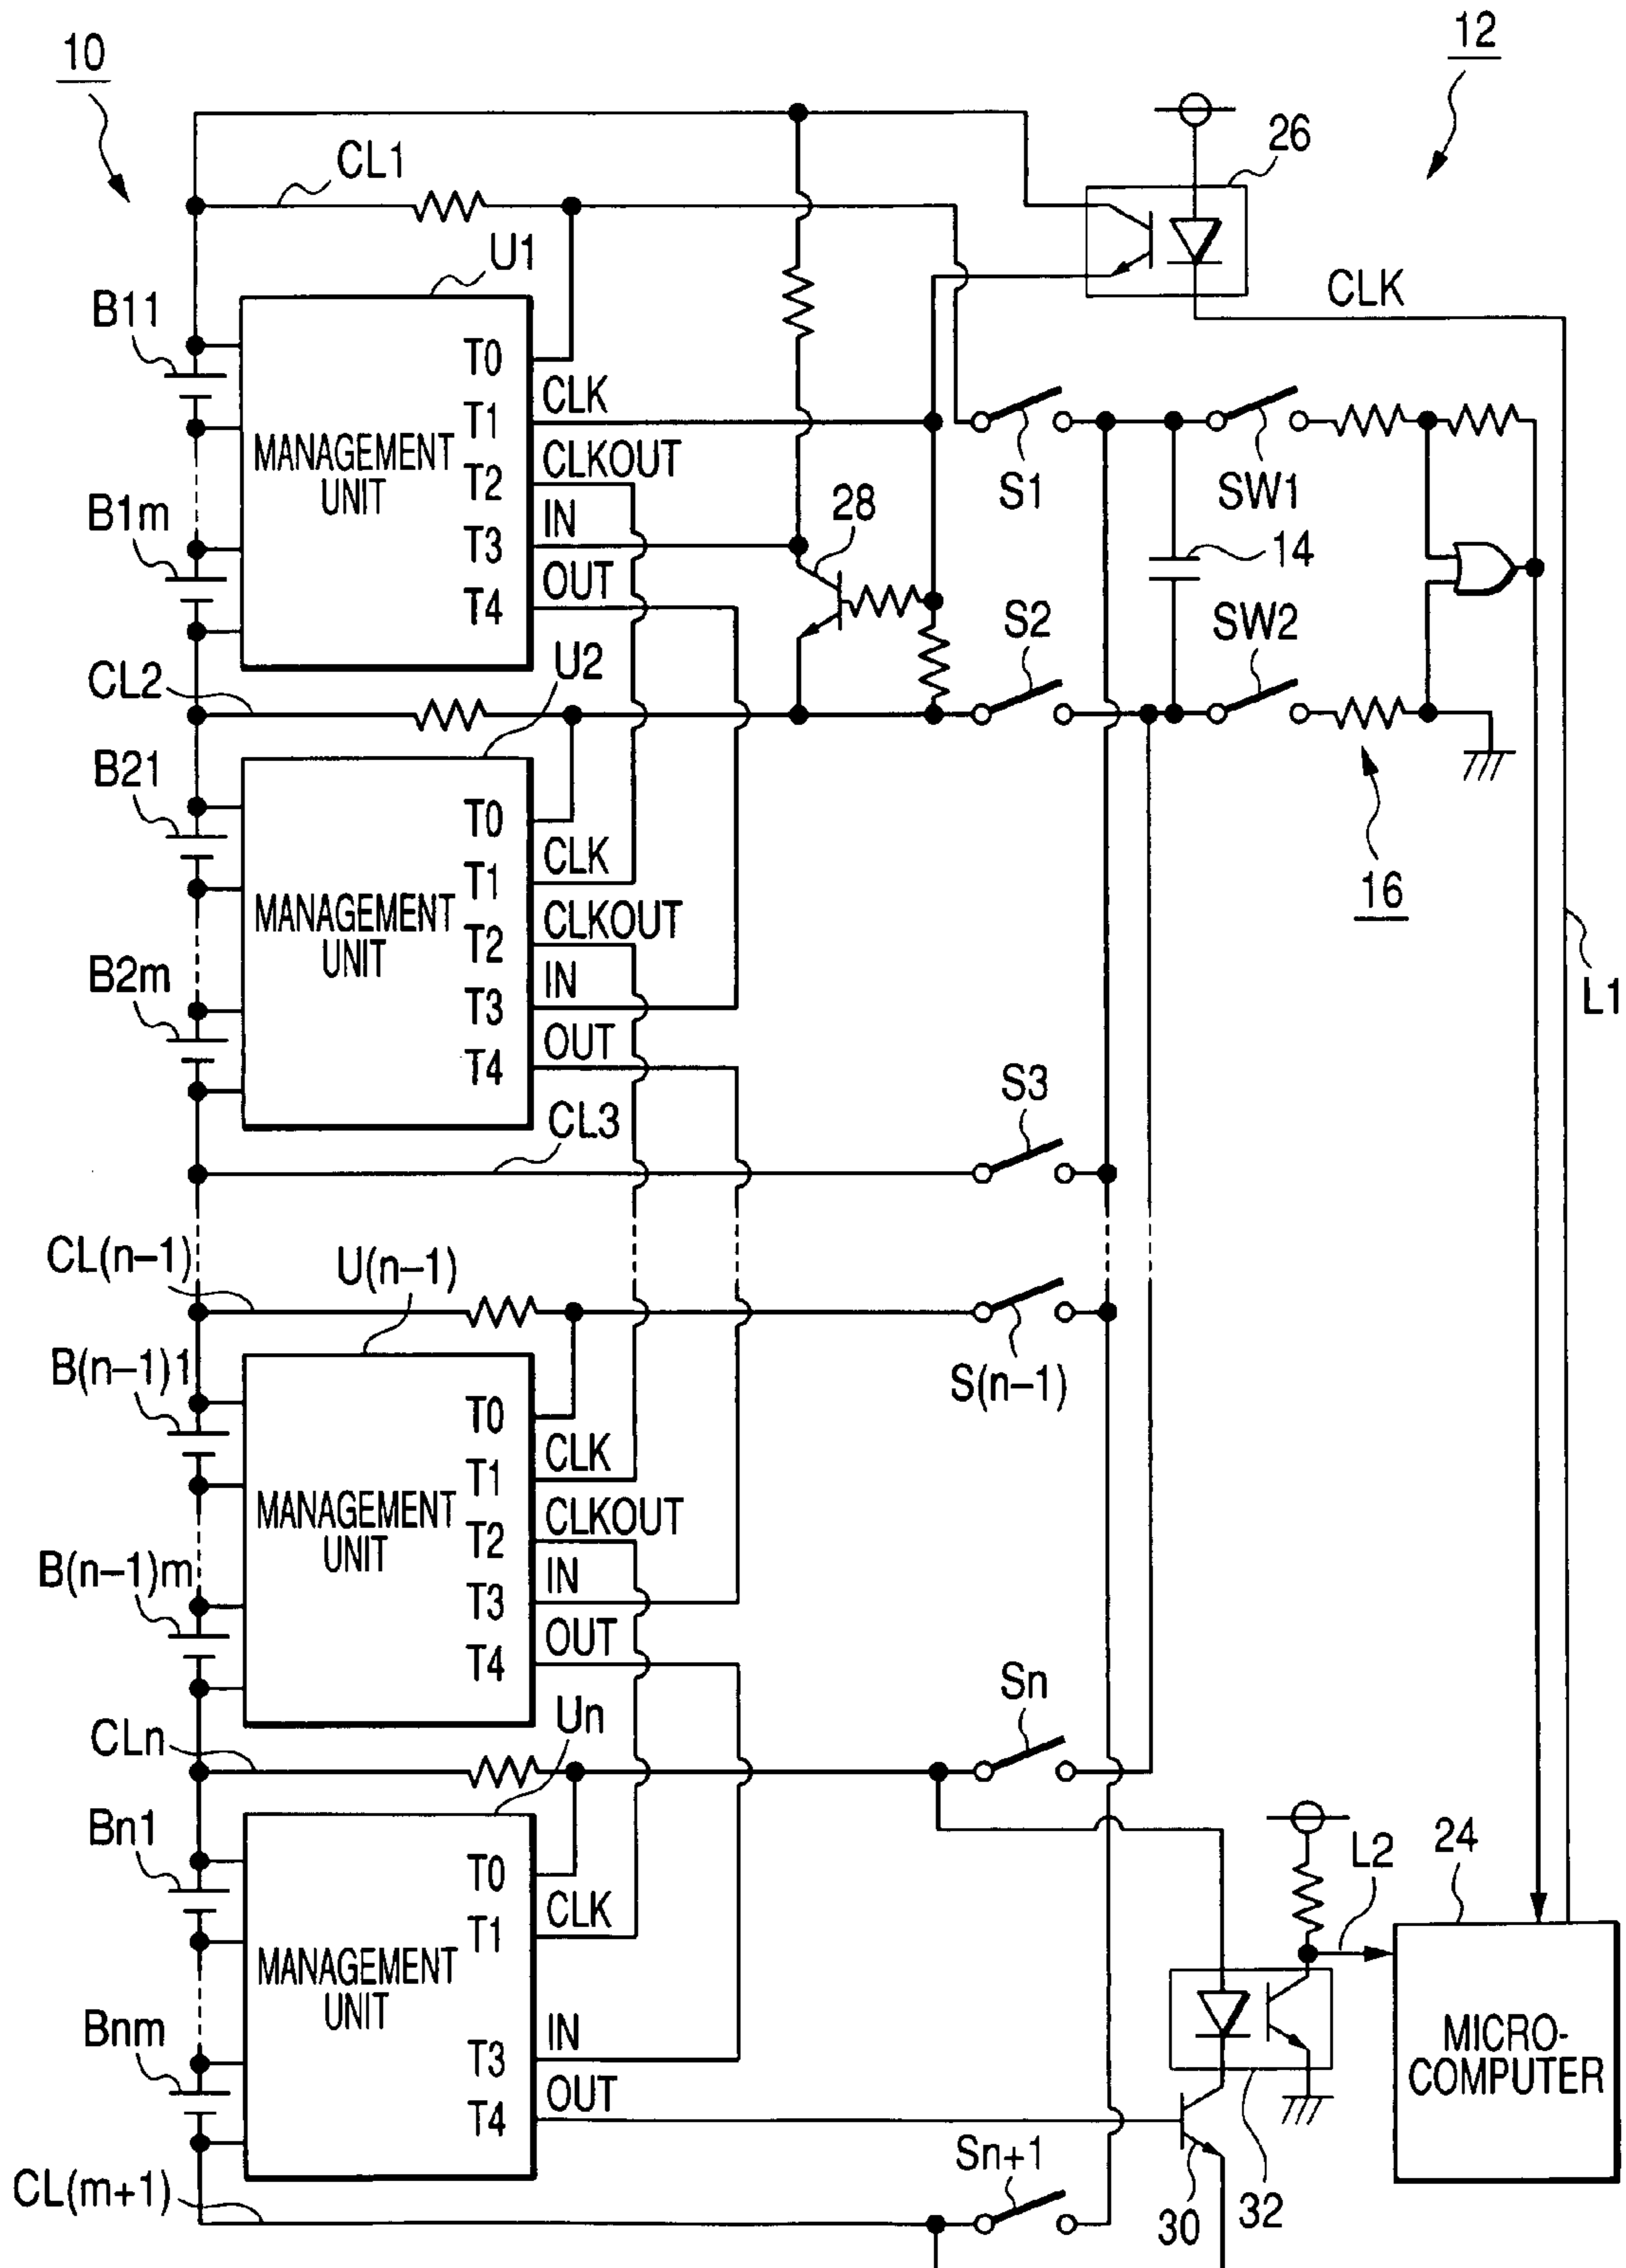 10
12
26
CL1
U1
CLK
B11
T0
CLK
T1
CLKOUT
MANAGEMENT
UNIT
T2
S1
SW1
IN
28
B1m
T3
14
OUT
T4
S2
SW2
U2
CL2
B21
T0
CLK
T1
16
CLKOUT
MANAGEMENT
UNIT
T2
B2m
IN
L1
T3
OUT
T4
S3
CL3
CL(n-1)
U(n-1)
B(n-1)1
S(n-1)
T0
CLK
T1
CLKOUT
MANAGEMENT
UNIT
T2
B(n-1)m
IN
T3
OUT
T4
Sn
Un
CLn
Bn1
L2
24
T0
CLK
T1
MANAGEMENT
UNIT
Bnm
IN
T3
MICRO-
COMPUTER
OUT
T4
Sn+1
CL(m+1)
30
32